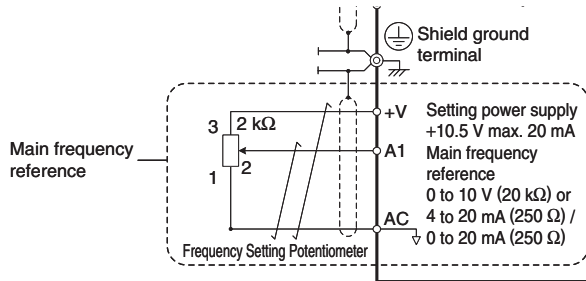 Shield ground
terminal
Main frequency
reference
3
2 kΩ
1
2
Frequency Setting Potentiometer
+V
A1
AC
Setting power supply
+10.5 V max. 20 mA
Main frequency
reference
0 to 10 V (20 kΩ) or
4 to 20 mA (250 Ω) /
0 to 20 mA (250 Ω)